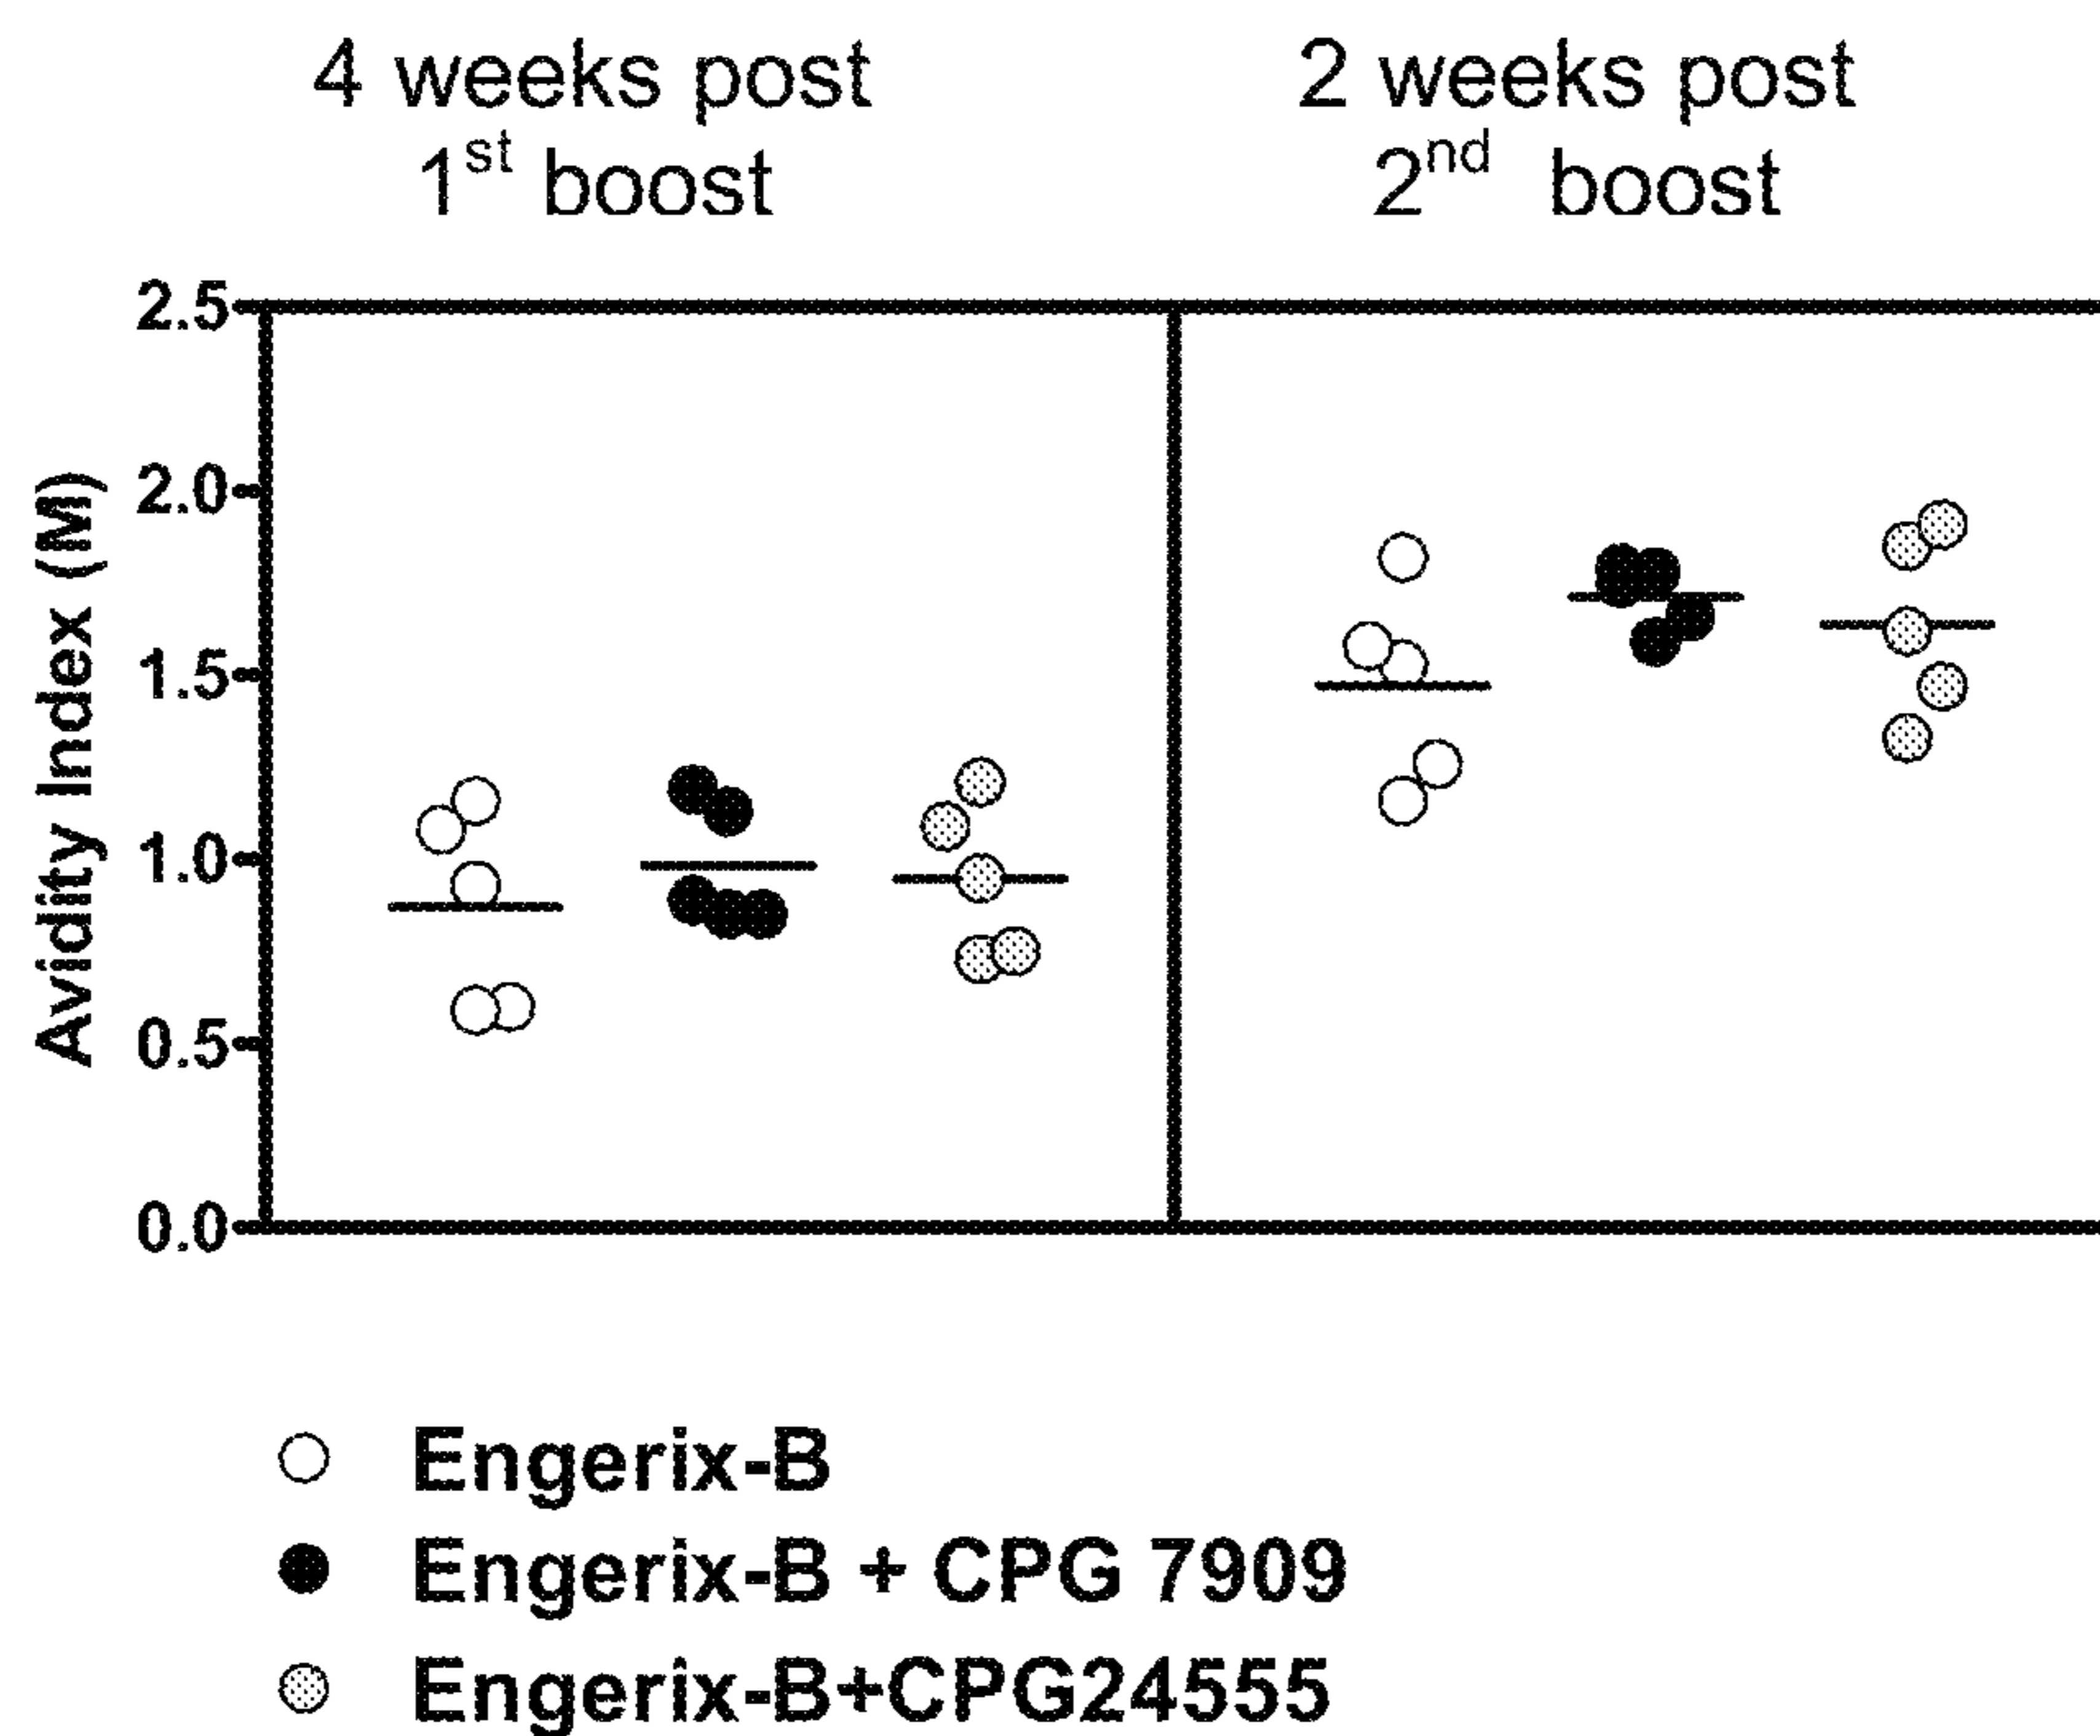 4 weeks post
1st boost
2 weeks post
2nd boost
2.5
2.0
1.5
1.0
0.5
0.0
Avidity Index (M)
Engerix-B
Engerix-B + CPG 7909
Engerix-B+CPG24555